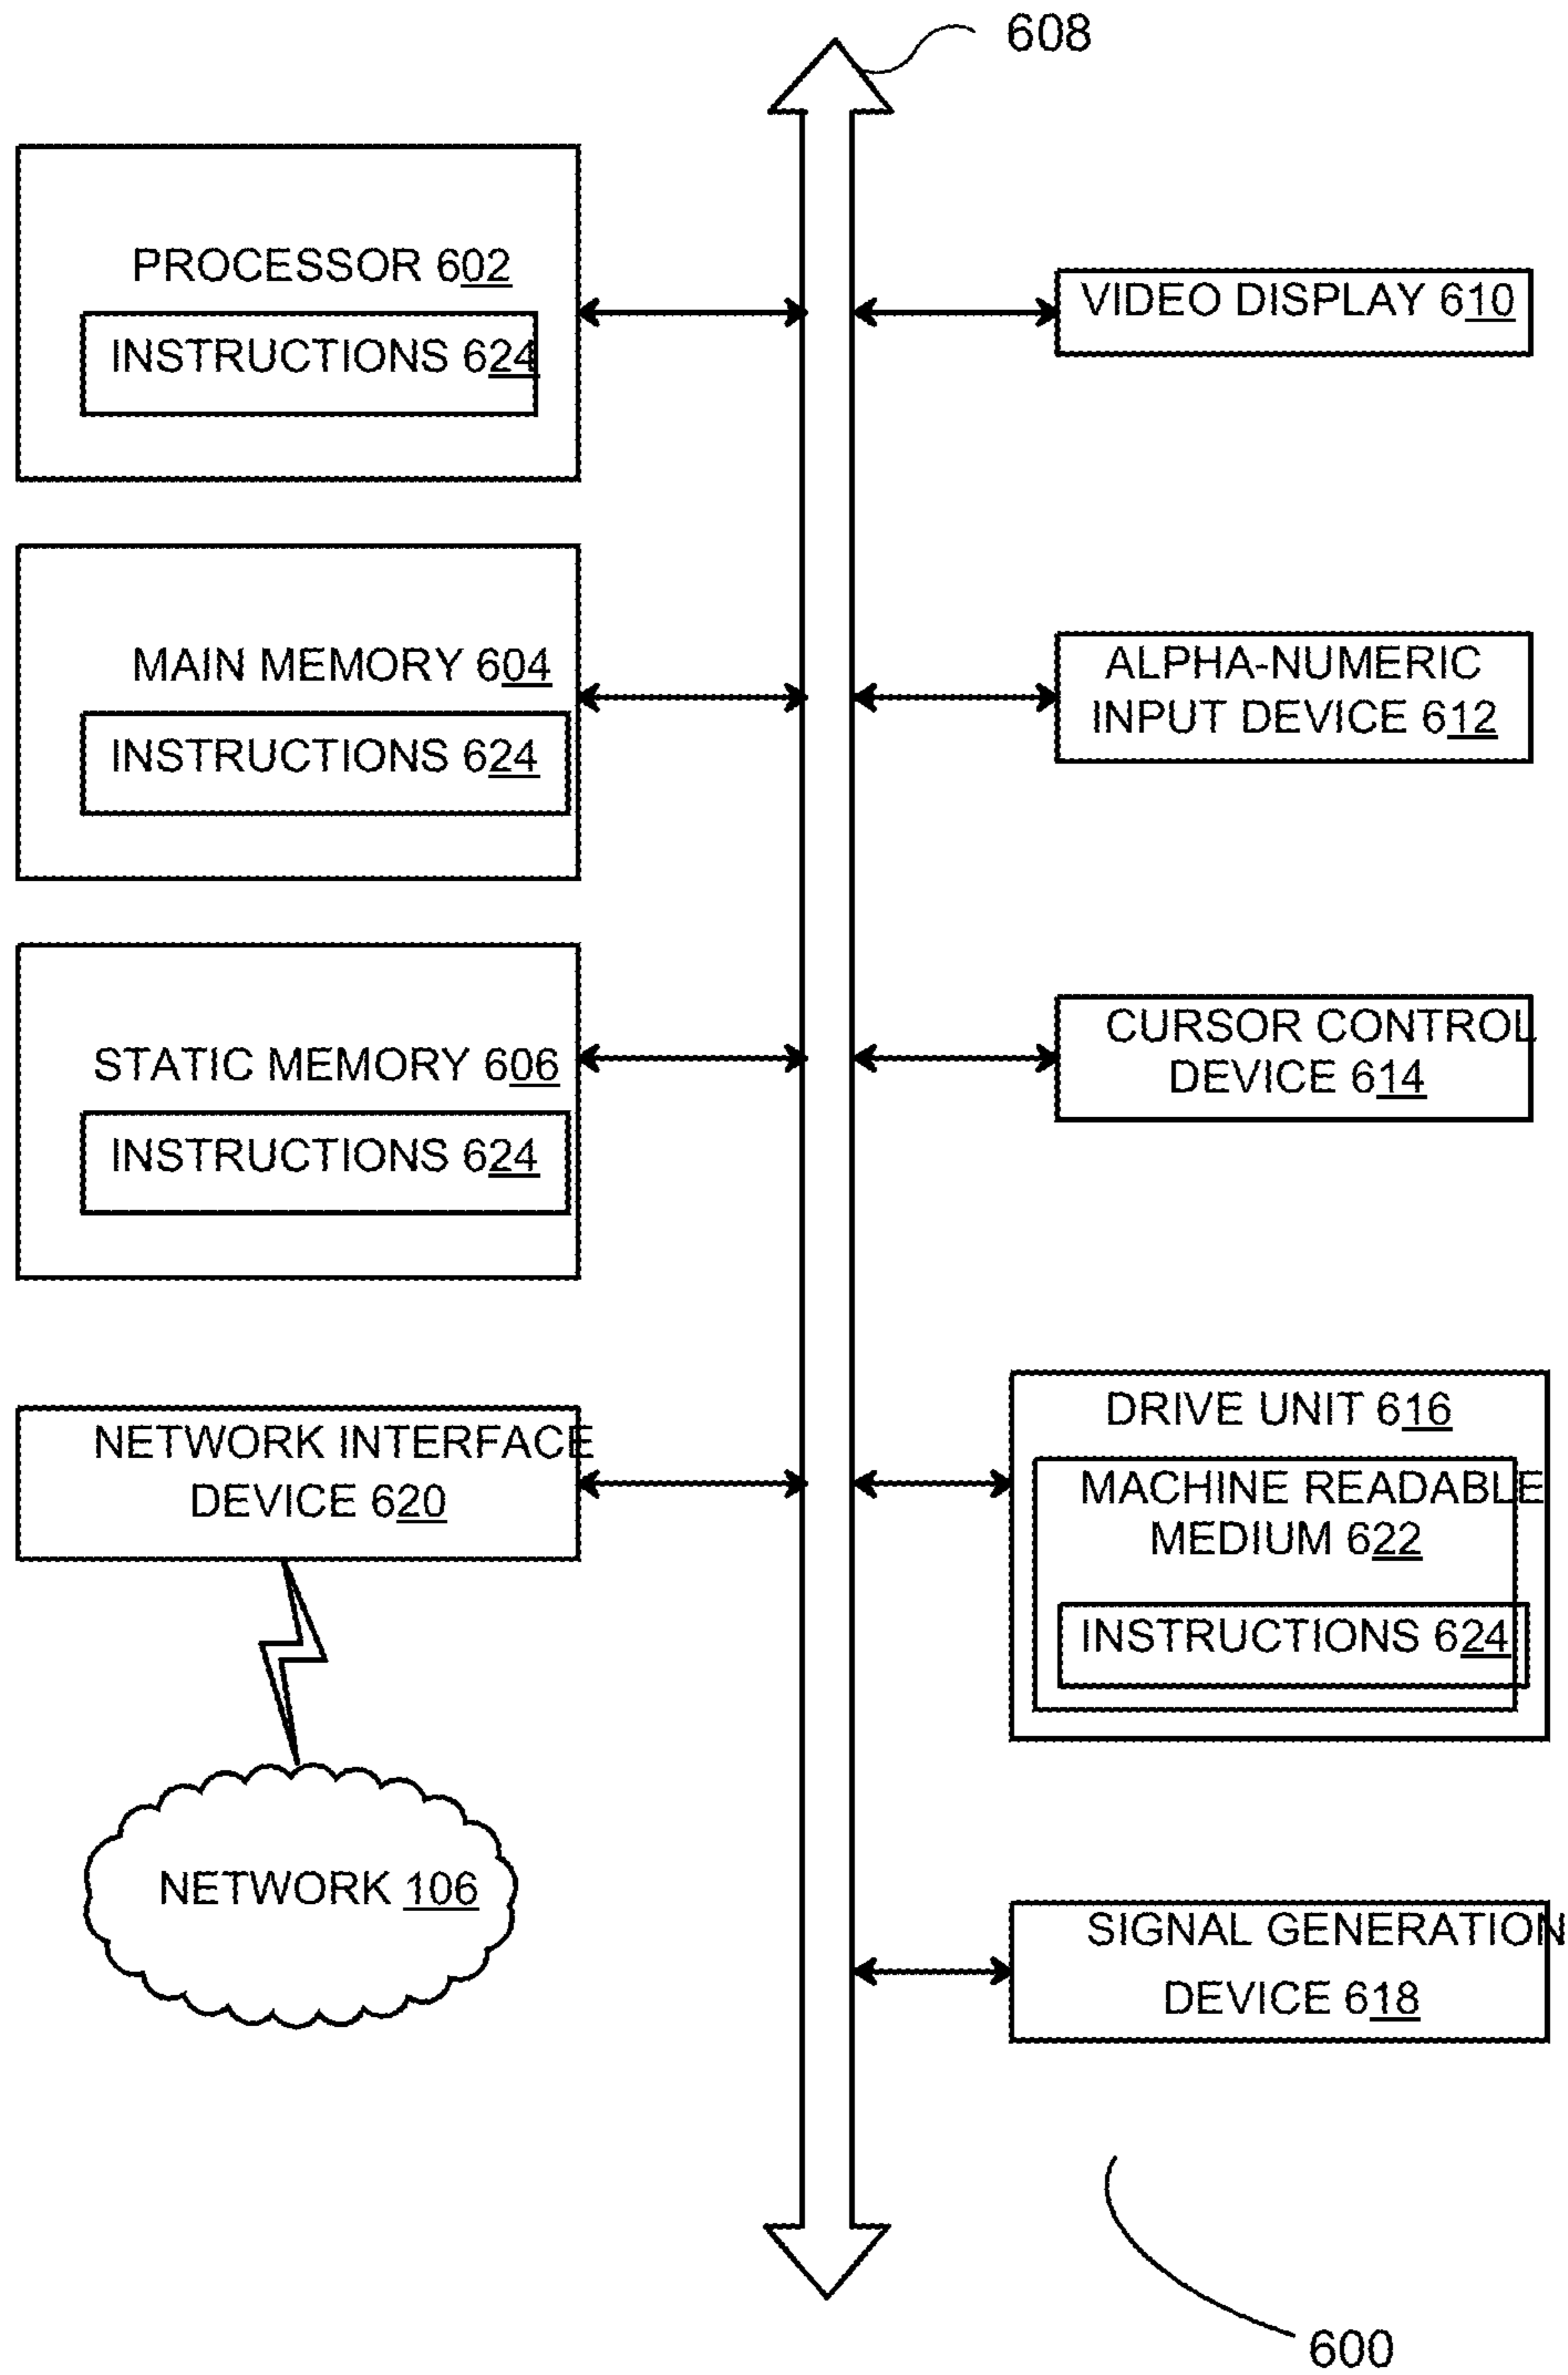 608
PROCESSOR 602
INSTRUCTIONS 624
VIDEO DISPLAY 610
MAIN MEMORY 604
INSTRUCTIONS 624
ALPHA-NUMERIC
INPUT DEVICE 612
STATIC MEMORY 606
INSTRUCTIONS 624
CURSOR CONTROL
DEVICE 614
NETWORK INTERFACE
DEVICE 620
DRIVE UNIT 616
MACHINE READABLE
MEDIUM 622
INSTRUCTIONS 624
NETWORK 106
SIGNAL GENERATION
DEVICE 618
600